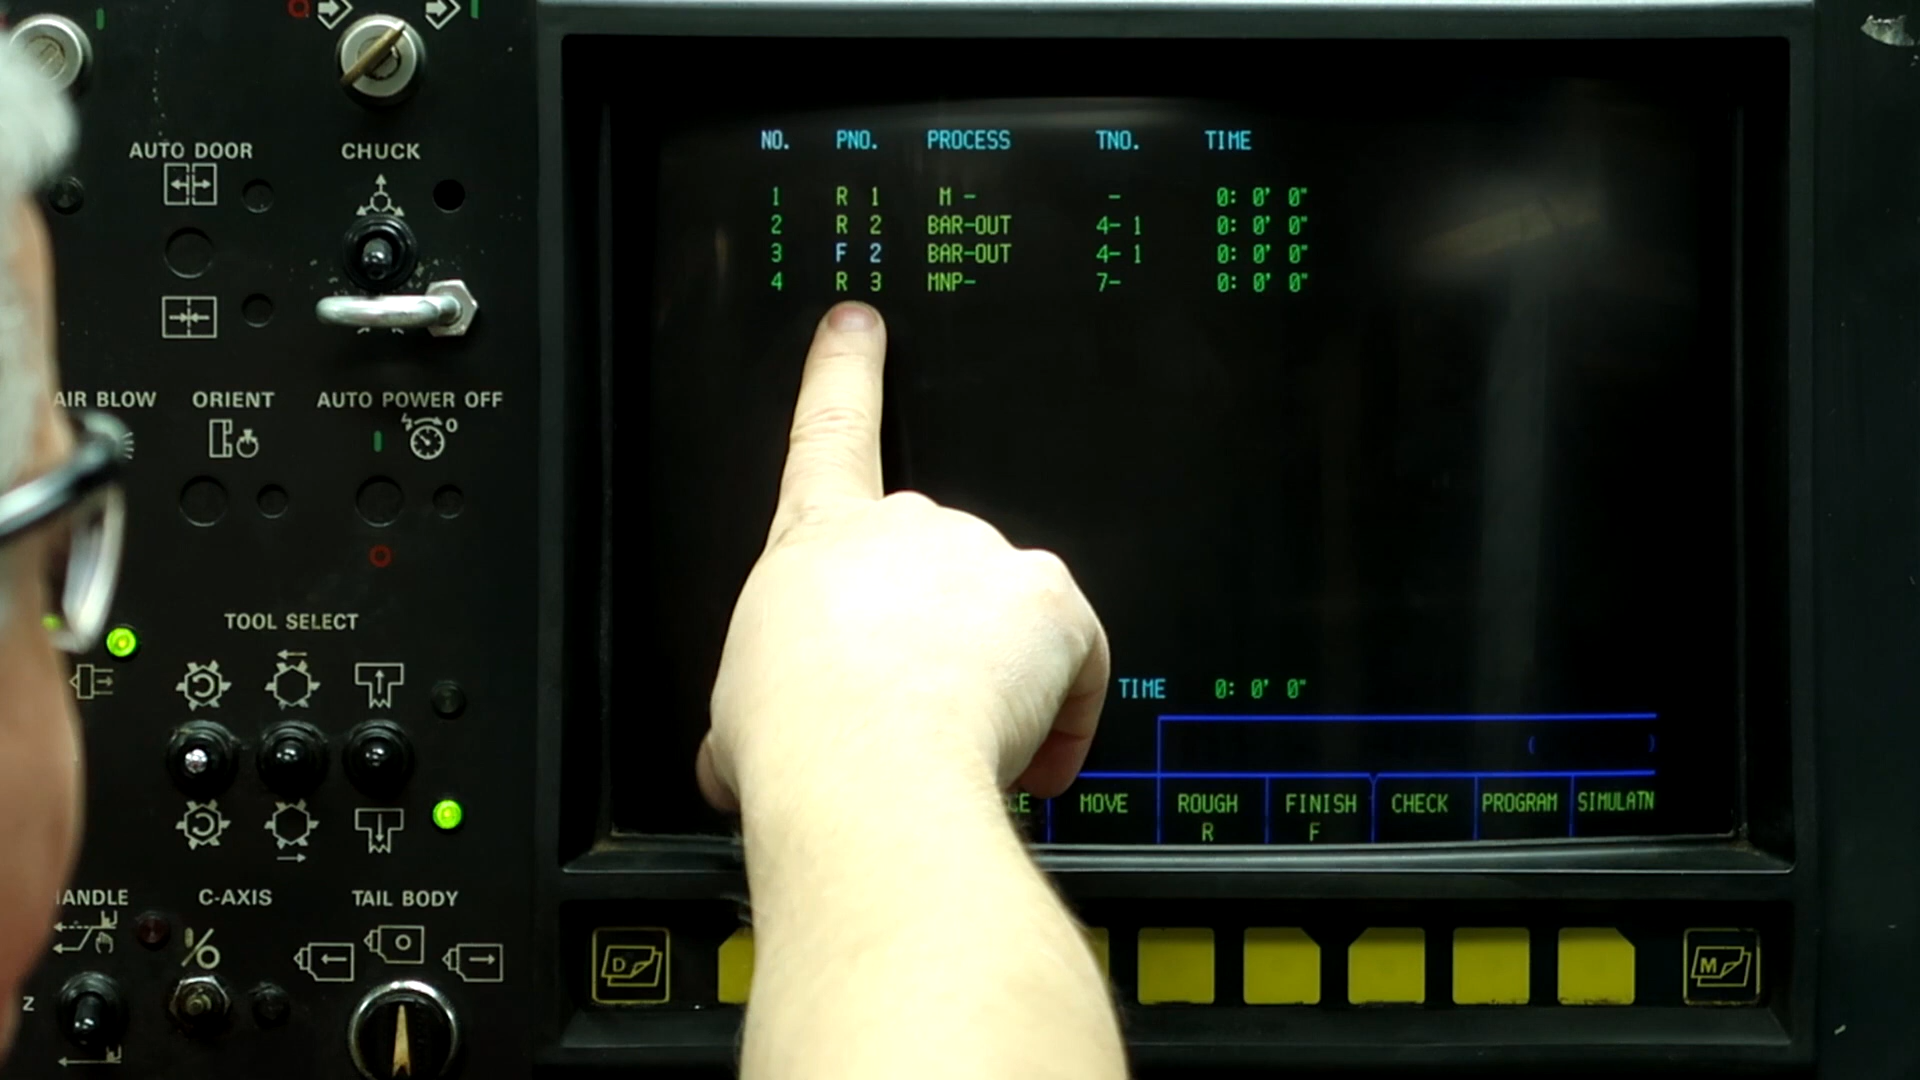 AUTO DOOR
CHUCK
AIR BLOW
ORIENT
AUTO POWER OFF
TOOL SELECT
C-AXIS
TAIL BODY
Z
NO. PNO. PROCESS TNO. TIME
1 R 1 M - - 0: 0' 0"
2 R 2 BAR-OUT 4- 1 0: 0' 0"
3 F 2 BAR-OUT 4- 1 0: 0' 0"
4 R 3 MNP- 7- 0: 0' 0"
TIME 0: 0' 0"
( )
MOVE ROUGH FINISH CHECK PROGRAM SIMULATN
R F
D M